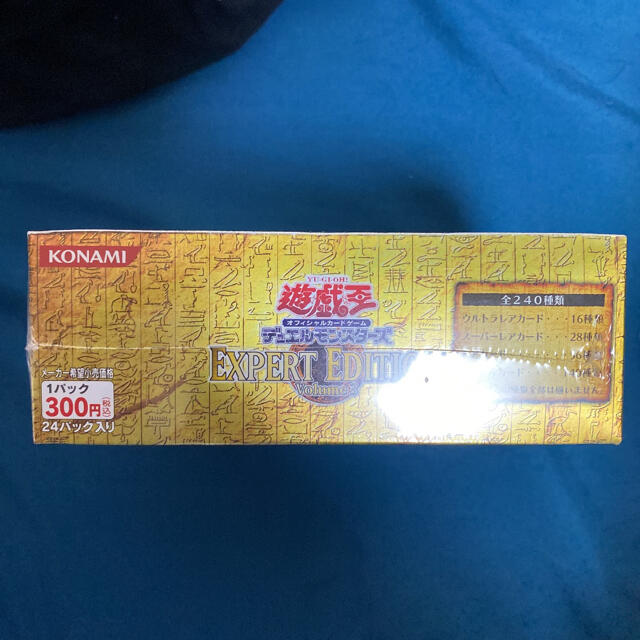 KONAMI
YU-GI-OH!
遊戯王
オフィシャルカードゲーム
デュエルモンスターズ
EXPERT EDITIO
Volume
メーカー希望小売価格
1パック
300円(税込)
24パック入り
全240種類
ウルトラレアカード・・・16種類
スーパーレアカード・・・28種類